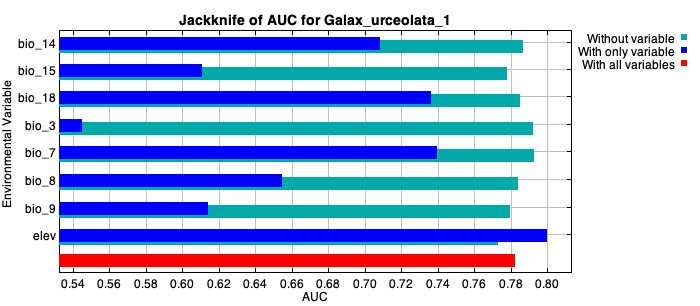 Jackknife of AUC for Galax_urceolata_1
Without variable
With only variable
With all variables
Environmental Variable
bio_14
bio_15
bio_18
bio_3
bio_7
bio_8
bio_9
elev
0.54 0.56 0.58 0.60 0.62 0.64 0.66 0.68 0.70 0.72 0.74 0.76 0.78 0.80
AUC